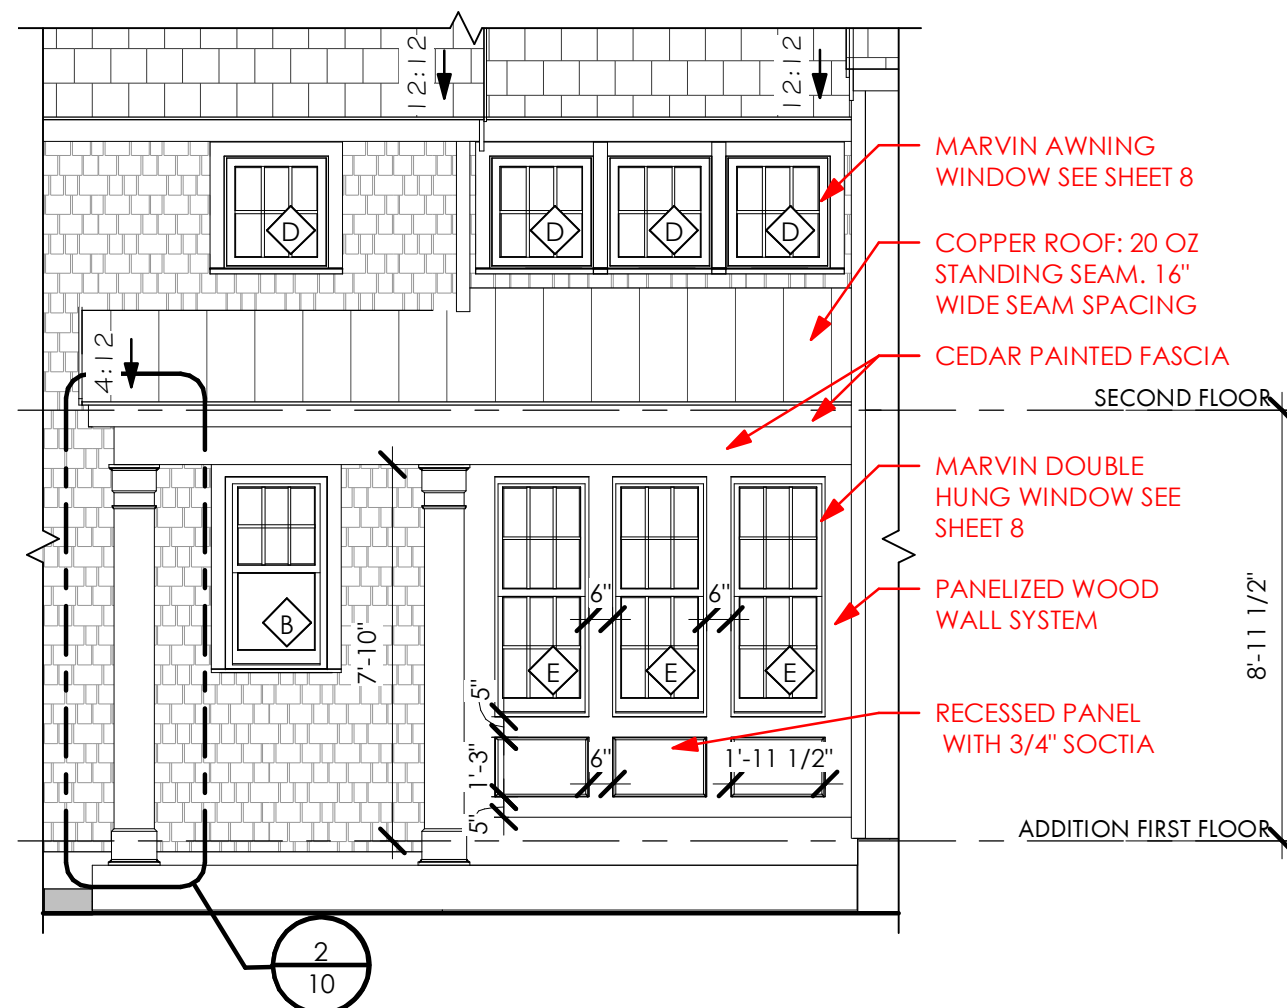 12:12
12:12
MARVIN AWNING
WINDOW SEE SHEET 8
D
D
D
D
COPPER ROOF: 20 OZ
STANDING SEAM. 16"
WIDE SEAM SPACING
4:12
CEDAR PAINTED FASCIA
SECOND FLOOR
MARVIN DOUBLE
HUNG WINDOW SEE
SHEET 8
6"
6"
PANELIZED WOOD
WALL SYSTEM
8'-11 1/2"
B
7'-10"
E
E
E
5"
RECESSED PANEL
WITH 3/4" SOCTIA
1'-3"
6"
1'-11 1/2"
5"
ADDITION FIRST FLOOR
2
10